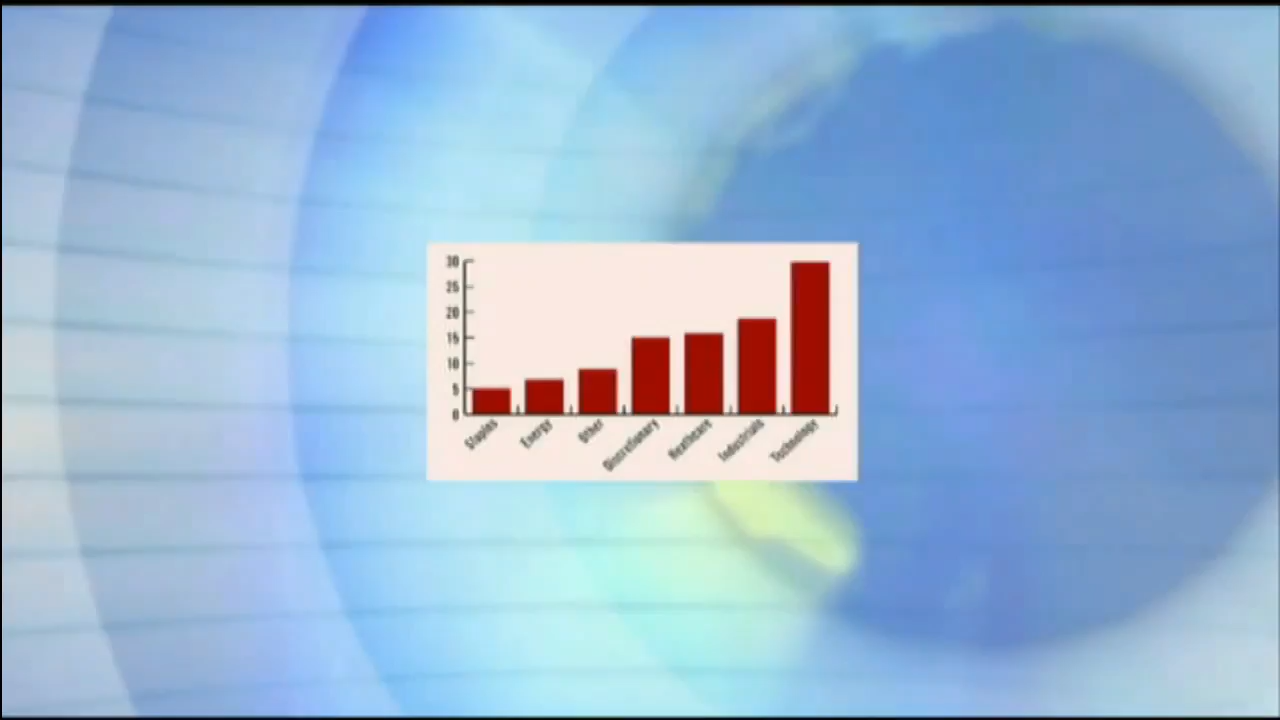 30
25
20
15
10
5
0
Staples
Energy
Other
Discretionary
Healthcare
Industrials
Technology